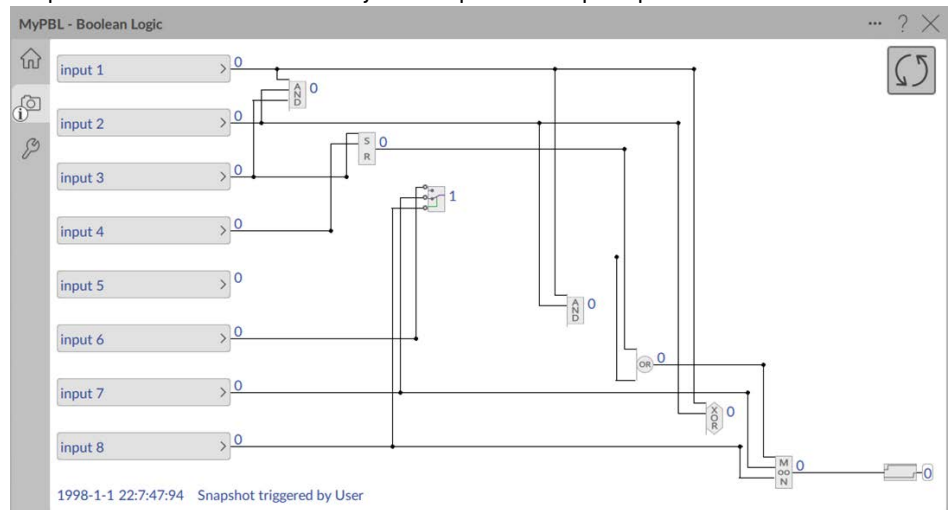 MyPBL - Boolean Logic ... ?
input 1 > 0
AND 0
input 2 > 0
SR 0
input 3 > 0
1
input 4 > 0
input 5 > 0
AND 0
input 6 > 0
OR 0
input 7 > 0
XOR 0
input 8 > 0
MooN 0
0
1998-1-1 22:7:47:94 Snapshot triggered by User